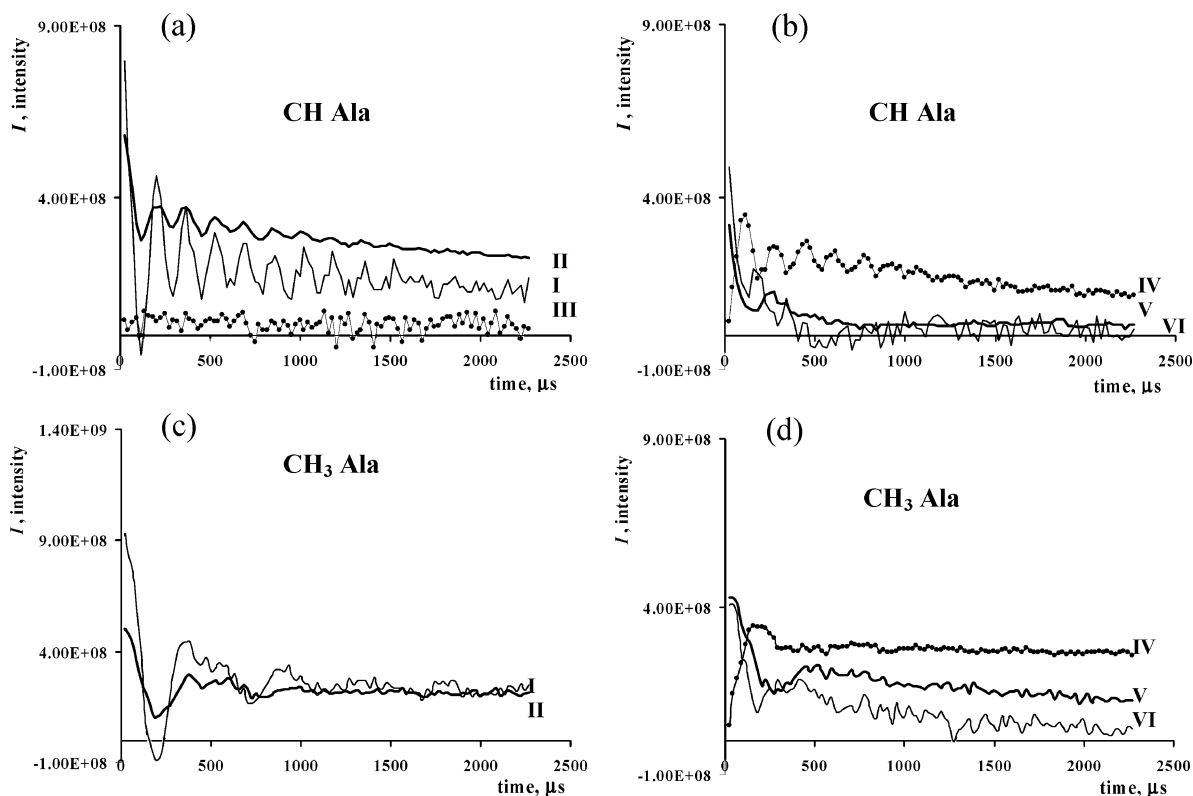 (a)
9.00E+08
I, intensity
CH Ala
4.00E+08
II
I
III
-1.00E+08
0 500 1000 1500 2000 2500
time, µs
(b)
9.00E+08
I, intensity
CH Ala
4.00E+08
IV
V
VI
-1.00E+08
0 500 1000 1500 2000 2500
time, µs
(c)
1.40E+09
I, intensity
CH3 Ala
9.00E+08
4.00E+08
I
II
-1.00E+08
0 500 1000 1500 2000 2500
time, µs
(d)
9.00E+08
I, intensity
CH3 Ala
4.00E+08
IV
V
VI
-1.00E+08
0 500 1000 1500 2000 2500
time, µs